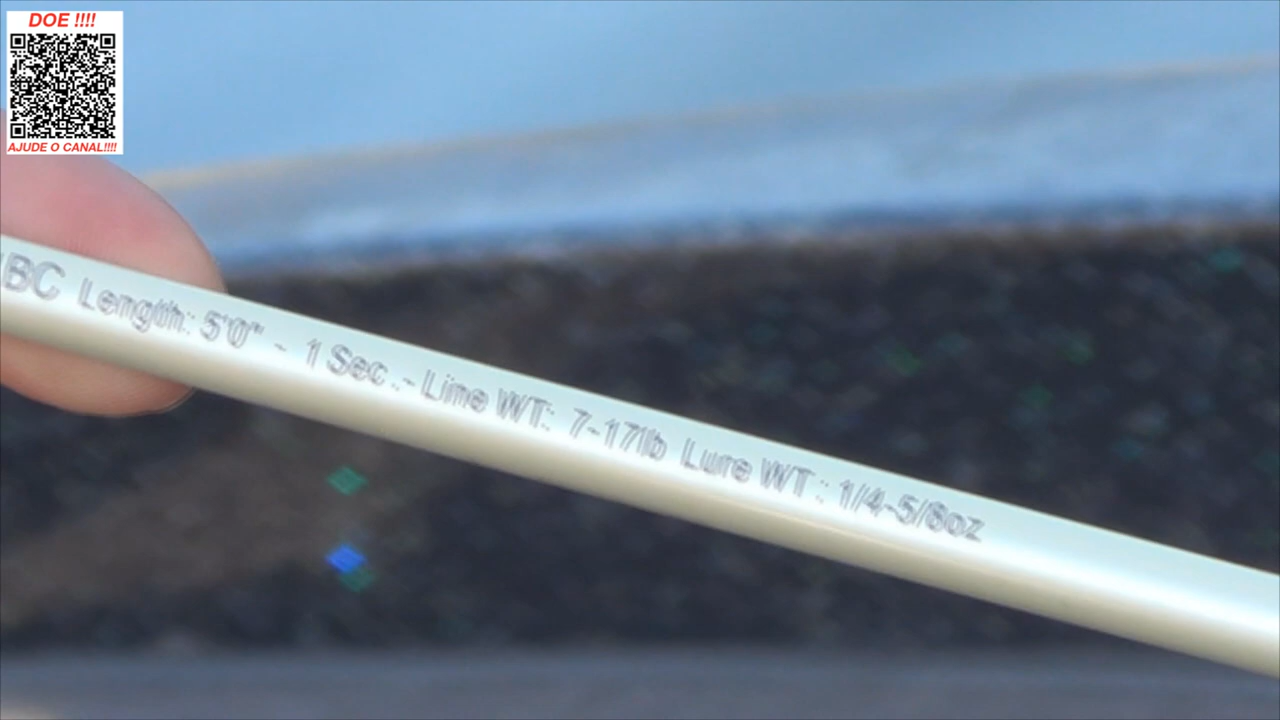 DOE !!!!
AJUDE O CANAL!!!!
BC Length: 5'0" - 1 Sec .- Line WT: 7-17lb Lure WT : 1/4-5/8oz